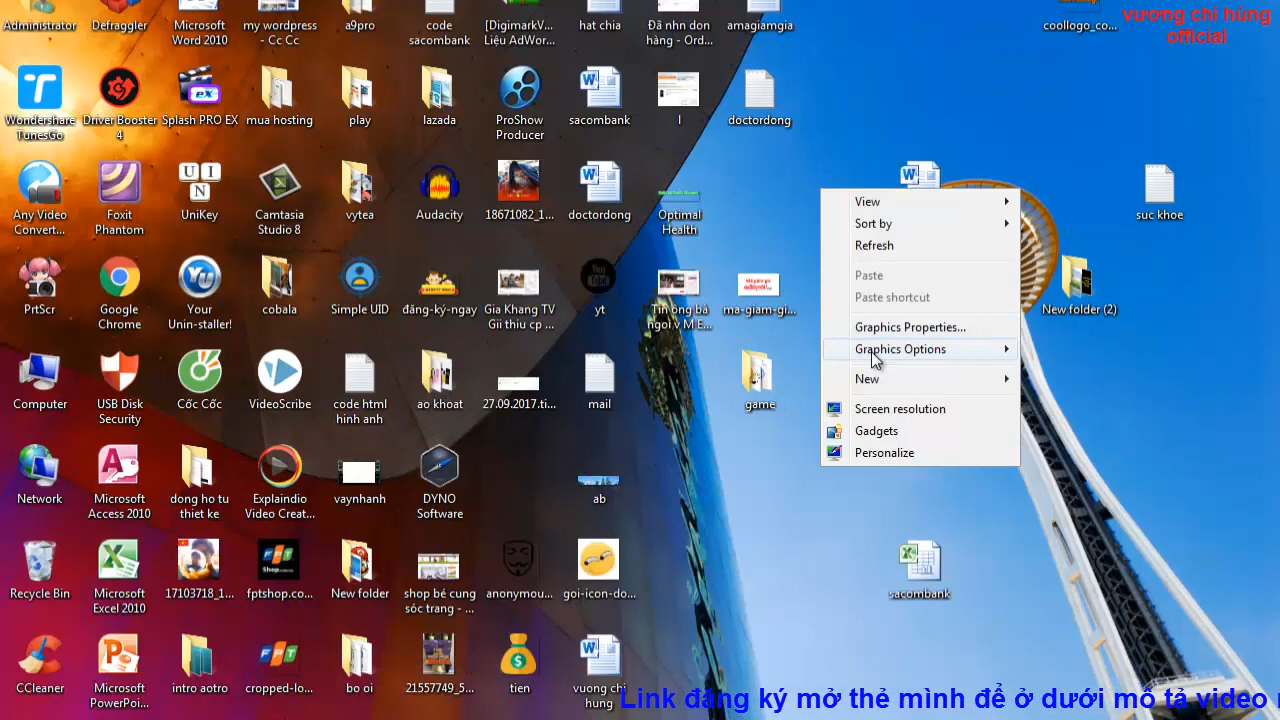 Administrator
Defraggler
Microsoft
Word 2010
my wordpress
- Cc Cc
a9pro
code
sacombank
[DigimarkV...
Liệu AdWor...
hat chia
Đã nhn don
hàng - Ord...
amagiamgia
coollogo_co...
vương chí hùng
official
Wondershare
TunesGo
Driver Booster
4
Splash PRO EX
mua hosting
play
lazada
ProShow
Producer
sacombank
l
doctordong
Any Video
Convert...
Foxit
Phantom
UniKey
Camtasia
Studio 8
vytea
Audacity
18671082_1...
doctordong
Optimal
Health
suc khoe
PrtScr
Google
Chrome
Your
Unin-staller!
cobala
Simple UID
đăng-ký-ngay
Gia Khang TV
Gii thiu cp ...
yt
Tin ông bà
ngoi v M E...
ma-giam-gi...
New folder (2)
View
Sort by
Refresh
Paste
Paste shortcut
Graphics Properties...
Graphics Options
New
Screen resolution
Gadgets
Personalize
Computer
USB Disk
Security
Cốc Cốc
VideoScribe
code html
hinh anh
ao khoat
27.09.2017.ti...
mail
game
Network
Microsoft
Access 2010
dong ho tu
thiet ke
Explaindio
Video Creat...
vaynhanh
DYNO
Software
ab
Recycle Bin
Microsoft
Excel 2010
17103718_1...
fptshop.co...
New folder
shop bé cung
sóc trang - ...
anonymou...
goi-icon-do...
sacombank
CCleaner
Microsoft
PowerPoi...
intro aotro
cropped-lo...
bo oi
21557749_5...
tien
vuong chi
hung
Link đăng ký mở thẻ mình để ở dưới mô tả video